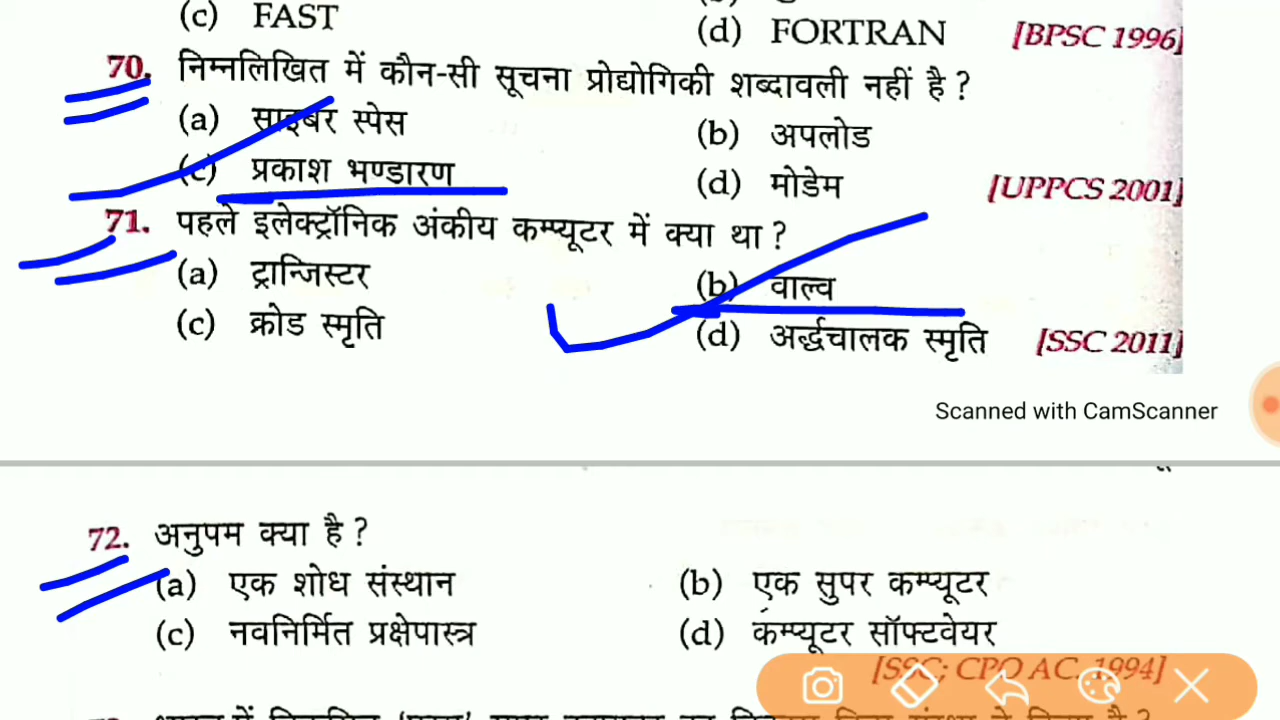 (c) FAST
(d) FORTRAN [BPSC 1996]
70. निम्नलिखित में कौन-सी सूचना प्रोद्योगिकी शब्दावली नहीं है ?
(a) साइबर स्पेस (b) अपलोड
(c) प्रकाश भण्डारण (d) मोडेम [UPPCS 2001]
71. पहले इलेक्ट्रॉनिक अंकीय कम्प्यूटर में क्या था ?
(a) ट्रान्जिस्टर (b) वाल्व
(c) क्रोड स्मृति (d) अर्द्धचालक स्मृति [SSC 2011]
Scanned with CamScanner
72. अनुपम क्या है ?
(a) एक शोध संस्थान (b) एक सुपर कम्प्यूटर
(c) नवनिर्मित प्रक्षेपास्त्र (d) कम्प्यूटर सॉफ्टवेयर
[SSC; CPO AC. 1994]